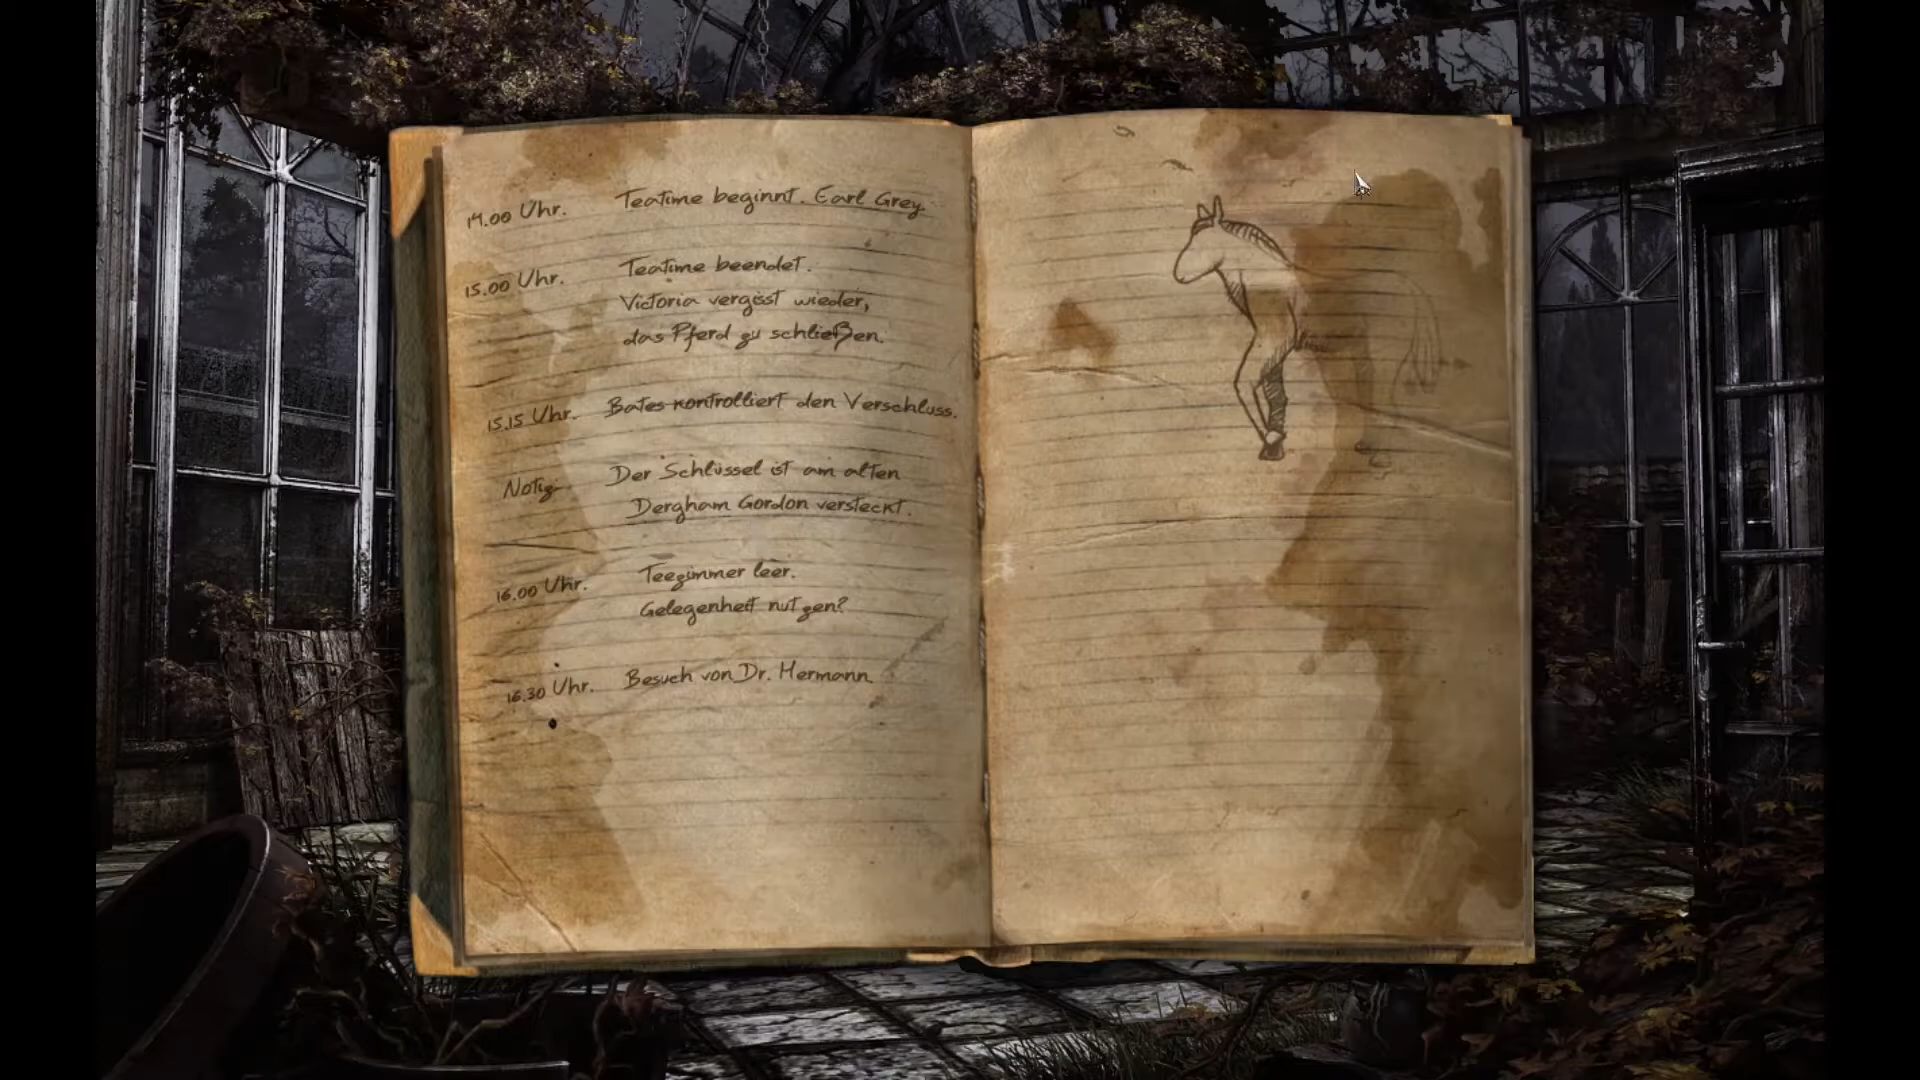 14.00 Uhr. Teatime beginnt. Earl Grey.
15.00 Uhr. Teatime beendet.
Victoria vergisst wieder,
das Pferd zu schließen.
15.15 Uhr. Bates kontrolliert den Verschluss.
Notiz Der Schlüssel ist am alten
Dergham Gordon versteckt.
16.00 Uhr. Teezimmer leer.
Gelegenheit nutzen?
16.30 Uhr. Besuch von Dr. Hermann.